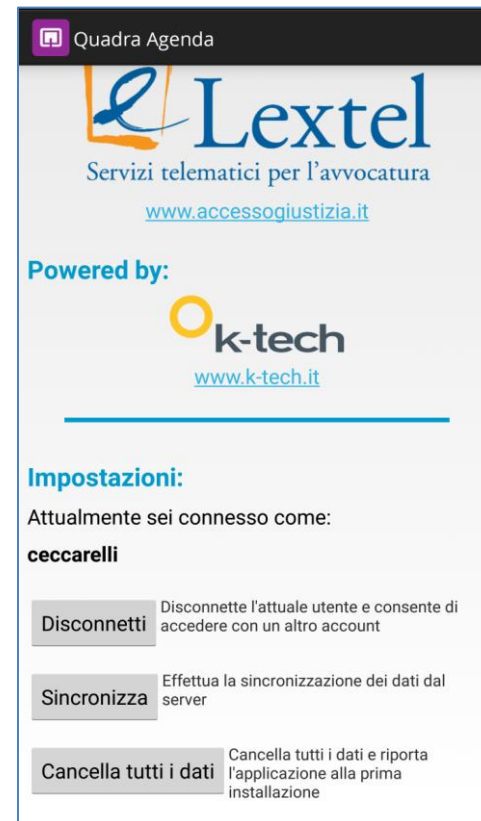 Quadra Agenda
Lextel
Servizi telematici per l'avvocatura
www.accessogiustizia.it
Powered by:
k-tech
www.k-tech.it
Impostazioni:
Attualmente sei connesso come:
ceccarelli
Disconnetti
Disconnette l'attuale utente e consente di
accedere con un altro account
Sincronizza
Effettua la sincronizzazione dei dati dal
server
Cancella tutti i dati
Cancella tutti i dati e riporta
l'applicazione alla prima
installazione